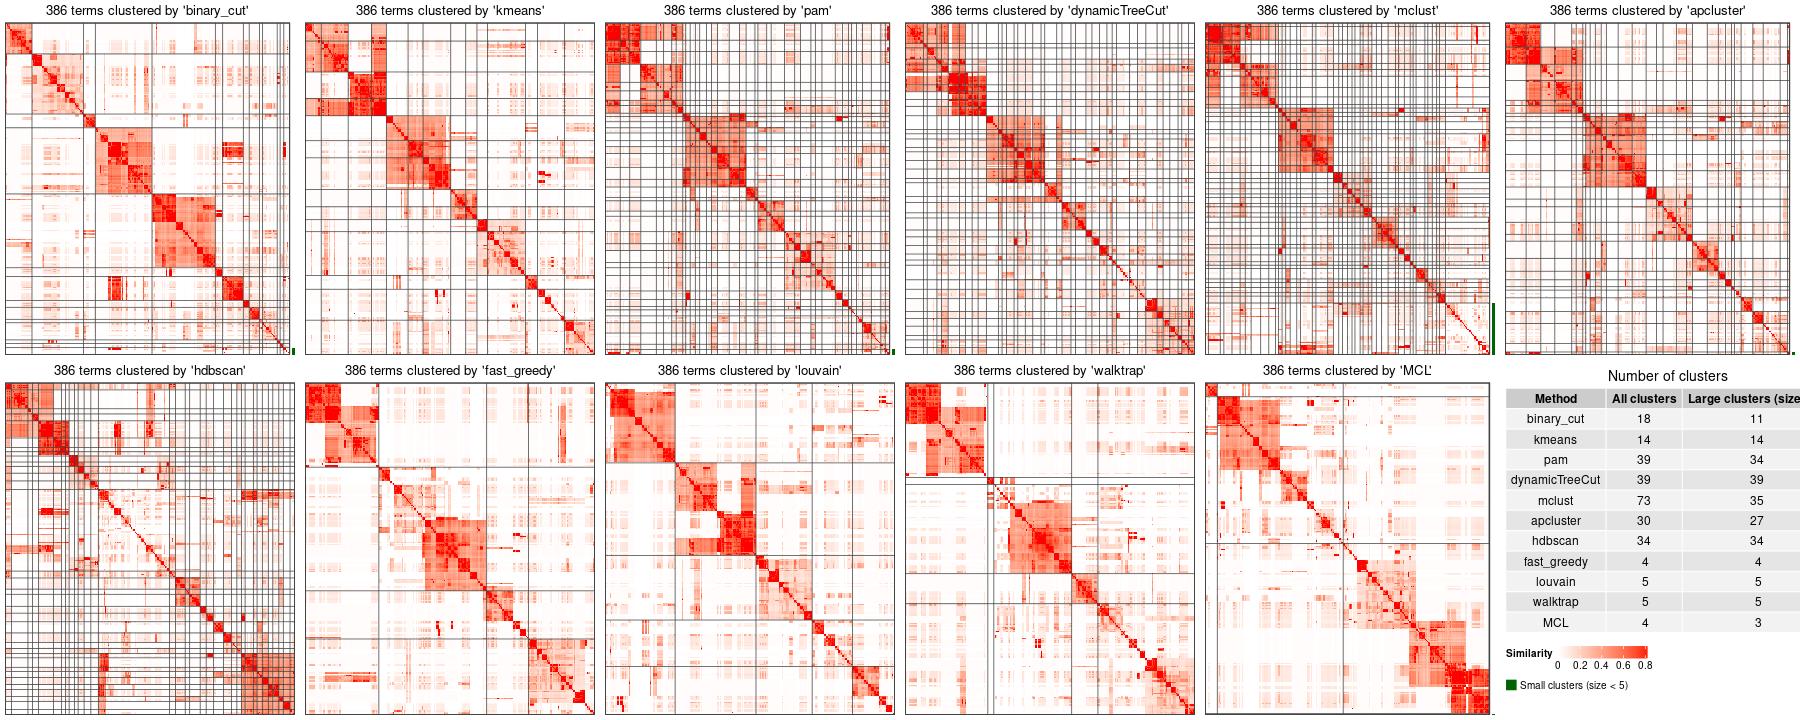 386 terms clustered by 'binary_cut'
386 terms clustered by 'kmeans'
386 terms clustered by 'pam'
386 terms clustered by 'dynamicTreeCut'
386 terms clustered by 'mclust'
386 terms clustered by 'apcluster'
386 terms clustered by 'hdbscan'
386 terms clustered by 'fast_greedy'
386 terms clustered by 'louvain'
386 terms clustered by 'walktrap'
386 terms clustered by 'MCL'
Number of clusters
Method All clusters Large clusters (size
binary_cut 18 11
kmeans 14 14
pam 39 34
dynamicTreeCut 39 39
mclust 73 35
apcluster 30 27
hdbscan 34 34
fast_greedy 4 4
louvain 5 5
walktrap 5 5
MCL 4 3
Similarity
0 0.2 0.4 0.6 0.8
Small clusters (size < 5)